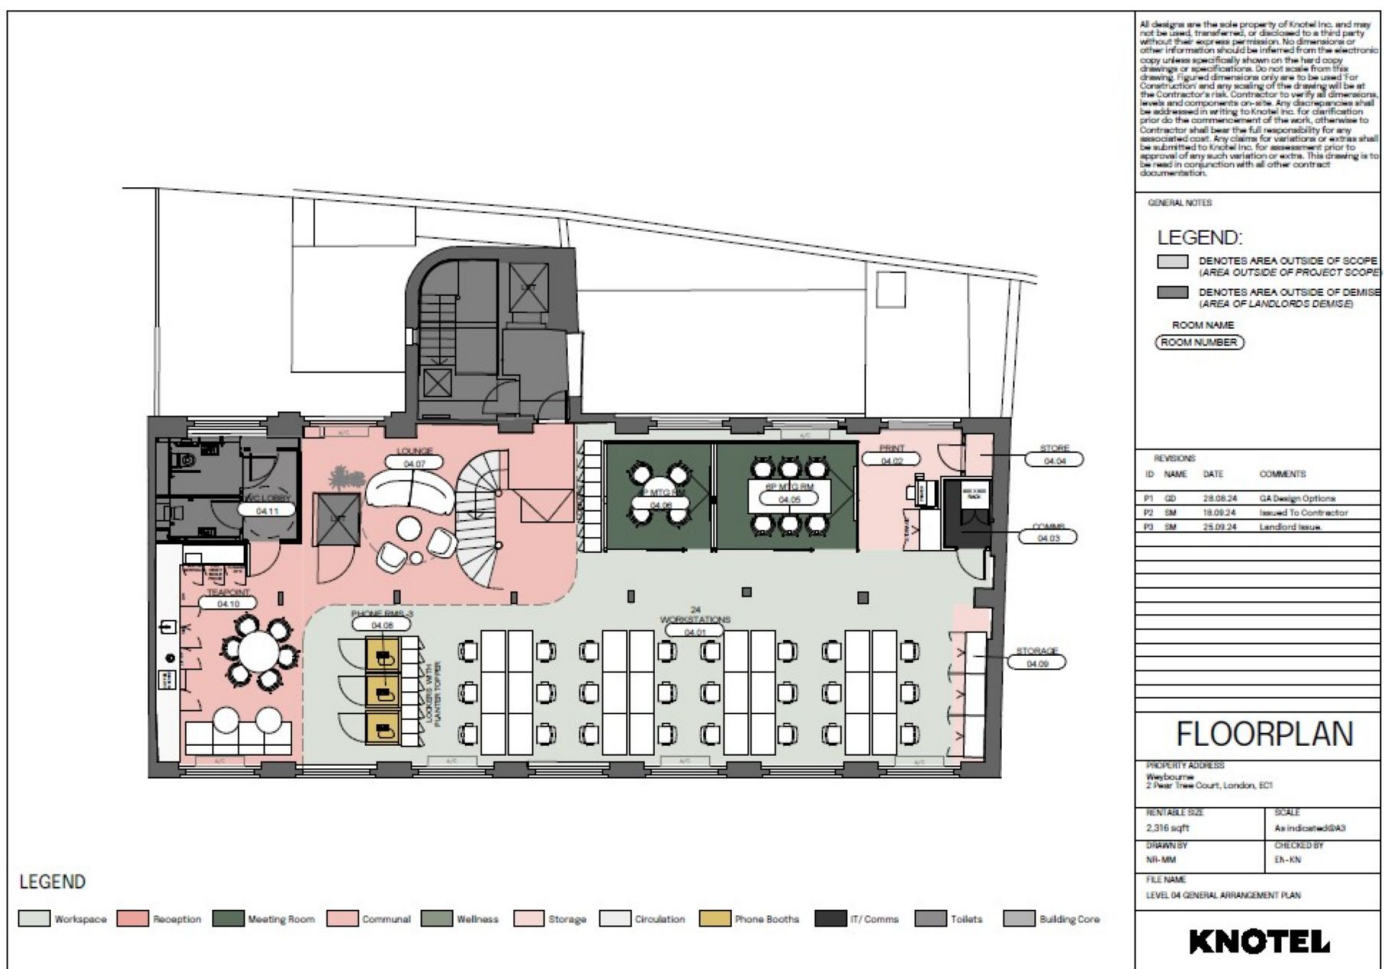 All designs are the sole property of Knotel Inc. and may
not be used, transferred, or disclosed to a third party
without their express permission. No dimensions or
other information should be inferred from the electronic
copy unless specifically shown on the hard copy
drawings or specifications. Do not scale from this
drawing. Figured dimensions only are to be used 'For
Construction' and any scaling of the drawing will be at
the Contractor's risk. Contractor to verify all dimensions,
levels and components on-site. Any discrepancies shall
be addressed in writing to Knotel Inc. for clarification
prior do the commencement of the work, otherwise to
Contractor shall bear the full responsibility for any
associated cost. Any claims for variations or extras shall
be submitted to Knotel Inc. for assessment prior to
approval of any such variation or extra. This drawing is to
be read in conjunction with all other contract
documentation.
GENERAL NOTES
LEGEND:
DENOTES AREA OUTSIDE OF SCOPE
(AREA OUTSIDE OF PROJECT SCOPE)
DENOTES AREA OUTSIDE OF DEMISE
(AREA OF LANDLORDS DEMISE)
ROOM NAME
ROOM NUMBER
REVISIONS
ID NAME DATE COMMENTS
P1 GD 28.08.24 GA Design Options
P2 SM 18.09.24 Issued To Contractor
P3 SM 25.09.24 Landlord Issue.
FLOORPLAN
PROPERTY ADDRESS
Weybourne
2 Pear Tree Court, London, EC1
RENTABLE SIZE
2,316 sqft
SCALE
As indicated@A3
DRAWN BY
NR-MM
CHECKED BY
EN-KN
FILE NAME
LEVEL 04 GENERAL ARRANGEMENT PLAN
KNOTEL
LIFT
A/C
A/C
LOUNGE
04.07
PRINT
04.02
STORE
04.04
4P MTG RM
04.06
6P MTG RM
04.05
WC LOBBY
04.11
LIFT
COMMS
04.03
TEAPOINT
04.10
PHONE RMS -3
04.08
24
WORKSTATIONS
04.01
STORAGE
04.09
LOCKERS WITH
PLANTER TOPPER
A/C
A/C
A/C
A/C
LEGEND
Workspace
Reception
Meeting Room
Communal
Wellness
Storage
Circulation
Phone Booths
IT/ Comms
Toilets
Building Core